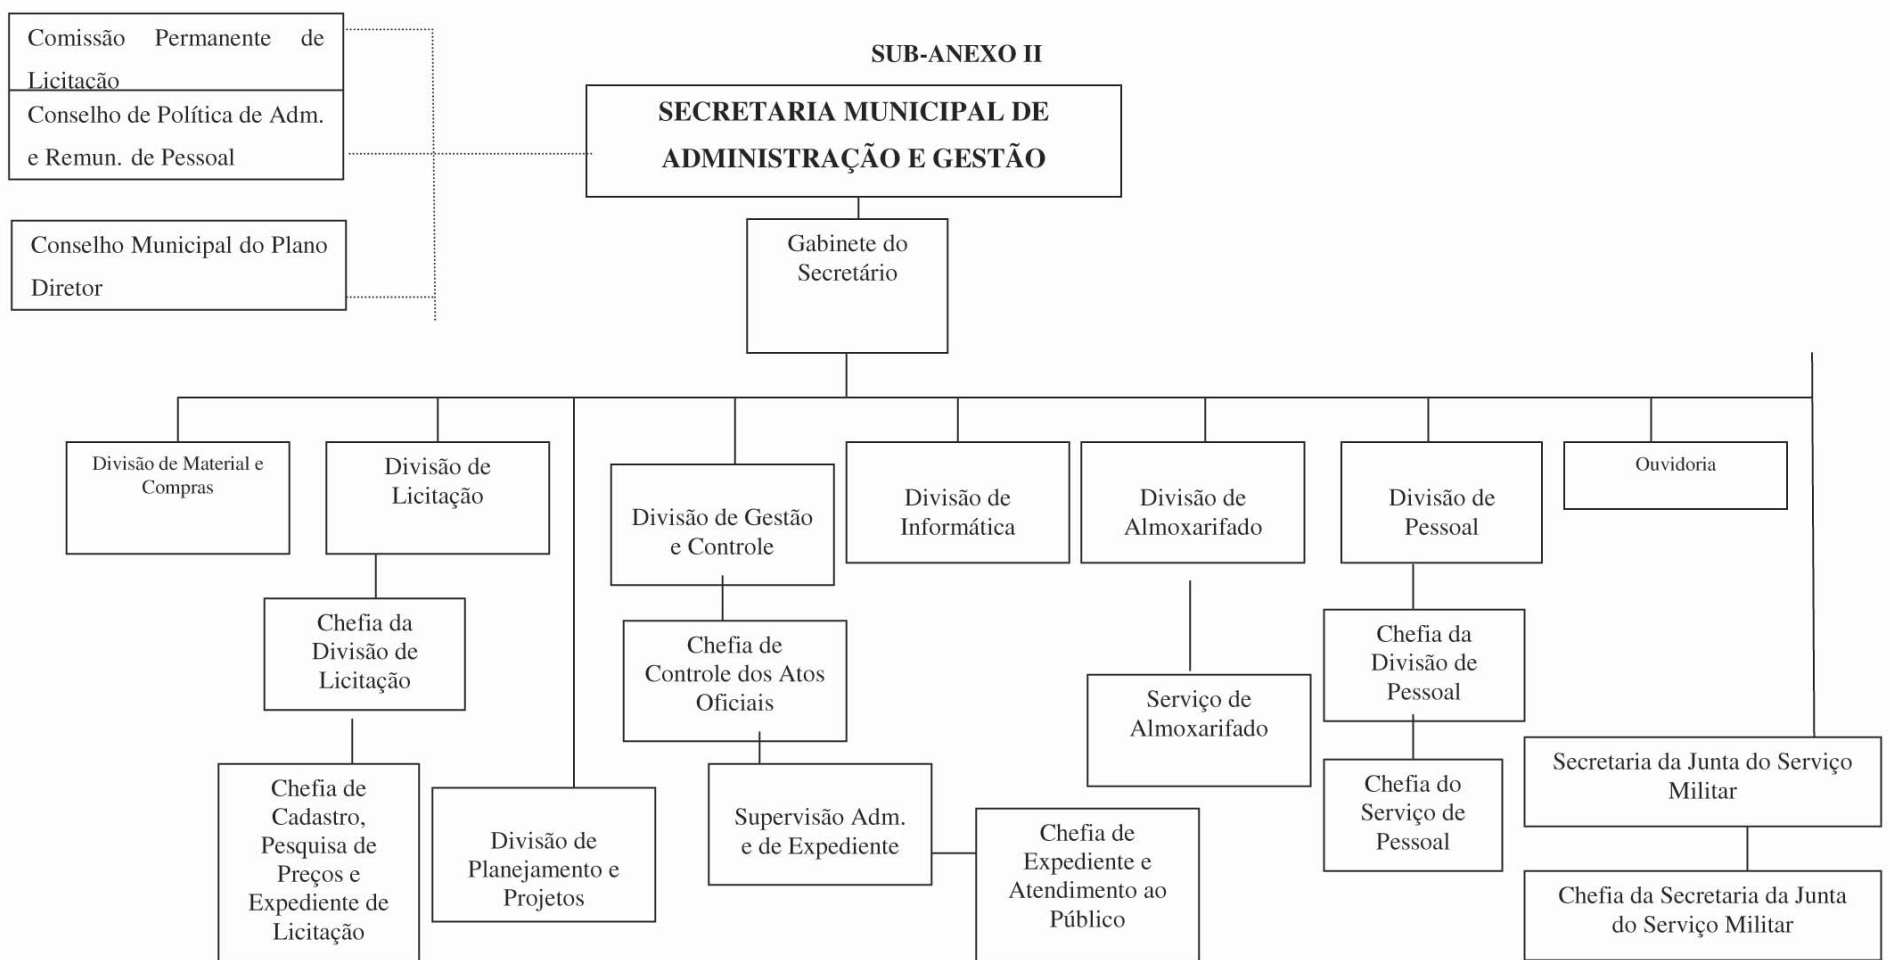 Comissão Permanente de
Licitação
Conselho de Política de Adm.
e Remun. de Pessoal
Conselho Municipal do Plano
Diretor
SUB-ANEXO II
SECRETARIA MUNICIPAL DE
ADMINISTRAÇÃO E GESTÃO
Gabinete do
Secretário
Divisão de Material e
Compras
Divisão de
Licitação
Divisão de Gestão
e Controle
Divisão de
Informática
Divisão de
Almoxarifado
Divisão de
Pessoal
Ouvidoria
Chefia da
Divisão de
Licitação
Chefia de
Controle dos Atos
Oficiais
Serviço de
Almoxarifado
Chefia da
Divisão de
Pessoal
Chefia de
Cadastro,
Pesquisa de
Preços e
Expediente de
Licitação
Divisão de
Planejamento e
Projetos
Supervisão Adm.
e de Expediente
Chefia de
Expediente e
Atendimento ao
Público
Chefia do
Serviço de
Pessoal
Secretaria da Junta do Serviço
Militar
Chefia da Secretaria da Junta
do Serviço Militar